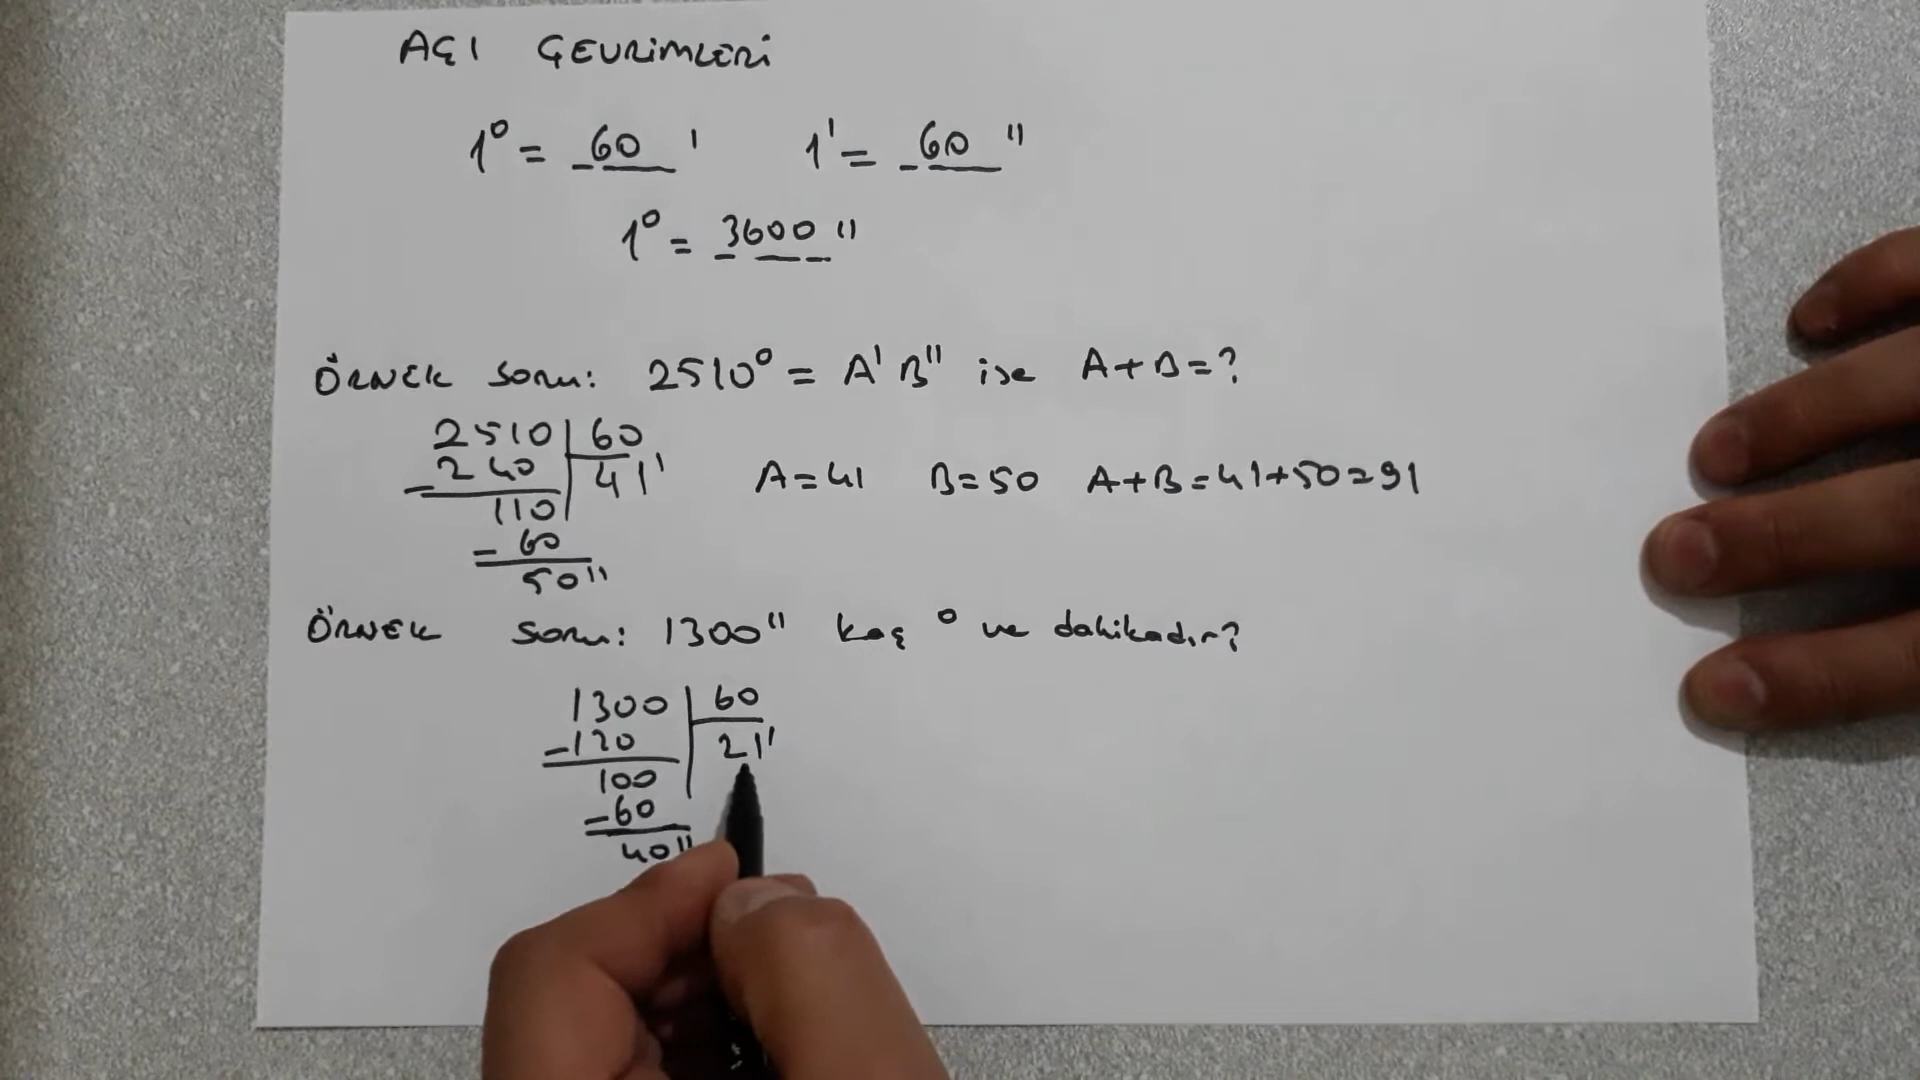 AÇI ÇEVRİMLERİ
1° = 60 ' 1' = 60 "
1° = 3600 "
ÖRNEK soru: 2510° = A' B" ise A+B=?
2510 | 60
- 240 41' A=41 B=50 A+B=41+50=91
110
- 60
50"
ÖRNEK soru: 1300" kaç ° ve dakikadır?
1300 | 60
-120 21'
100
-60
40"